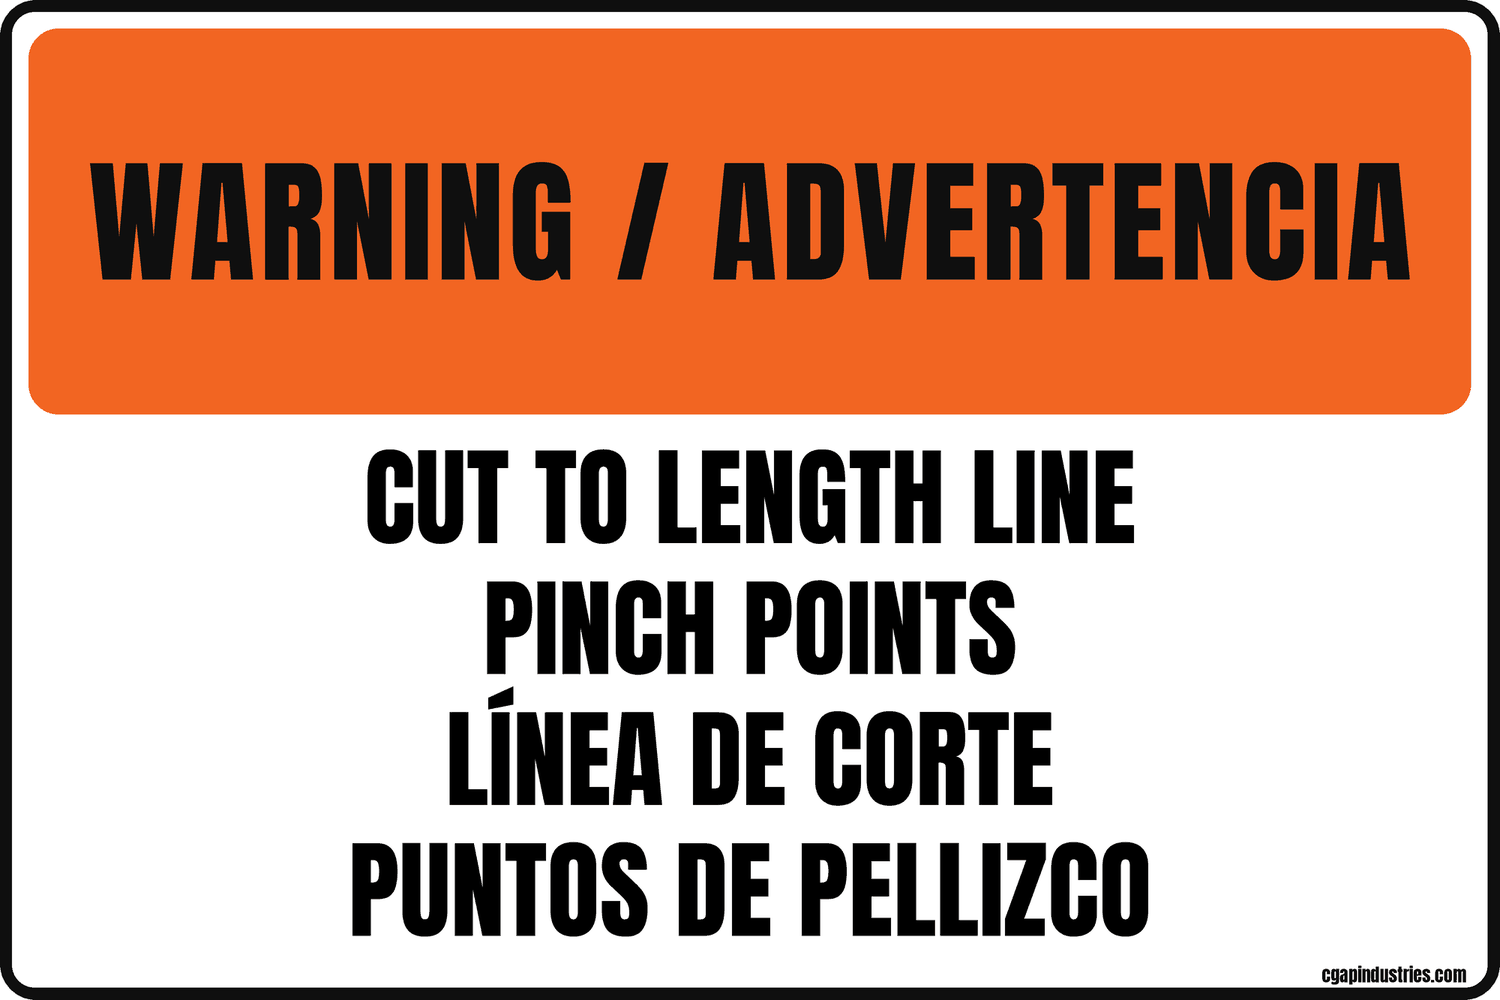 WARNING / ADVERTENCIA
CUT TO LENGTH LINE
PINCH POINTS
LÍNEA DE CORTE
PUNTOS DE PELLIZCO
cgapindustries.com